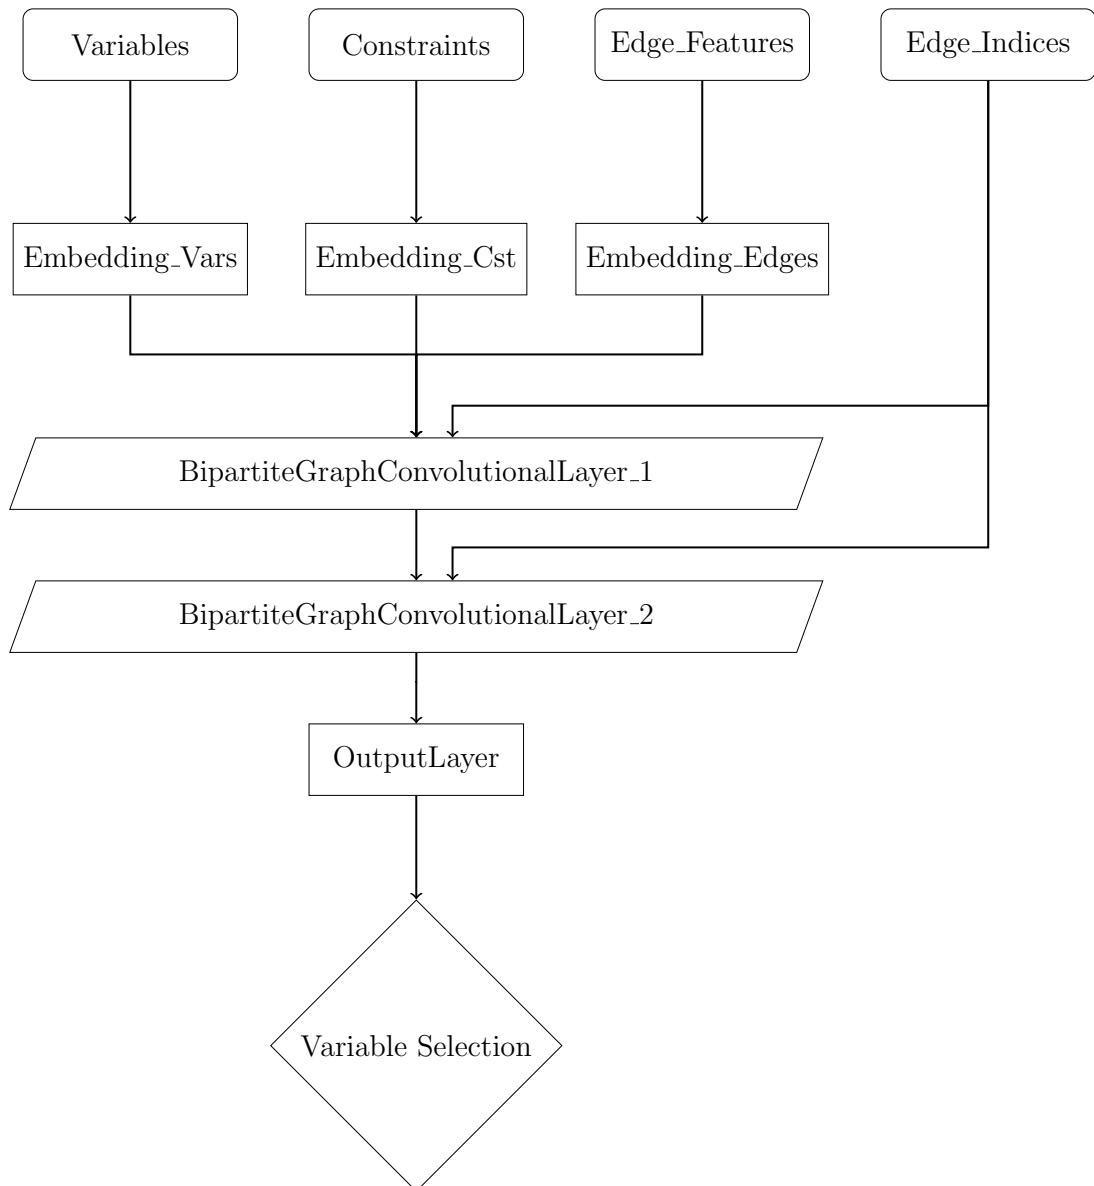 Variables
Constraints
Edge_Features
Edge_Indices
Embedding_Vars
Embedding_Cst
Embedding_Edges
BipartiteGraphConvolutionalLayer_1
BipartiteGraphConvolutionalLayer_2
OutputLayer
Variable Selection